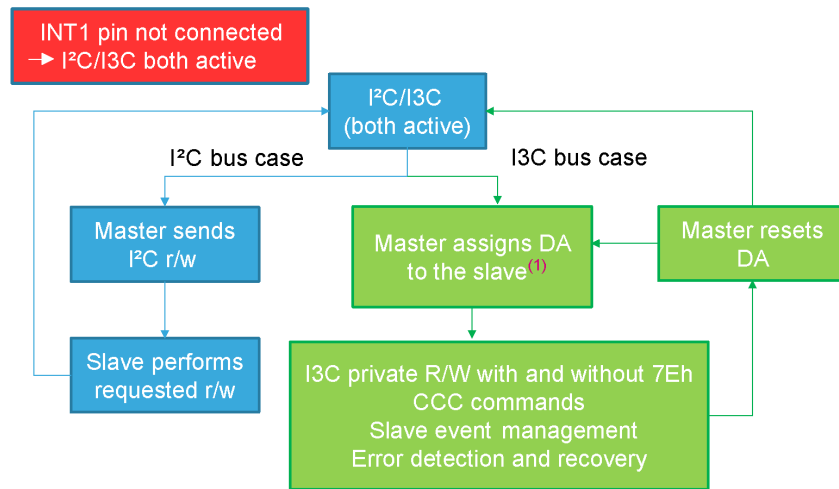 INT1 pin not connected
→ I²C/I3C both active
I²C/I3C
(both active)
I²C bus case
I3C bus case
Master sends
I²C r/w
Master assigns DA
to the slave(1)
Master resets
DA
Slave performs
requested r/w
I3C private R/W with and without 7Eh
CCC commands
Slave event management
Error detection and recovery